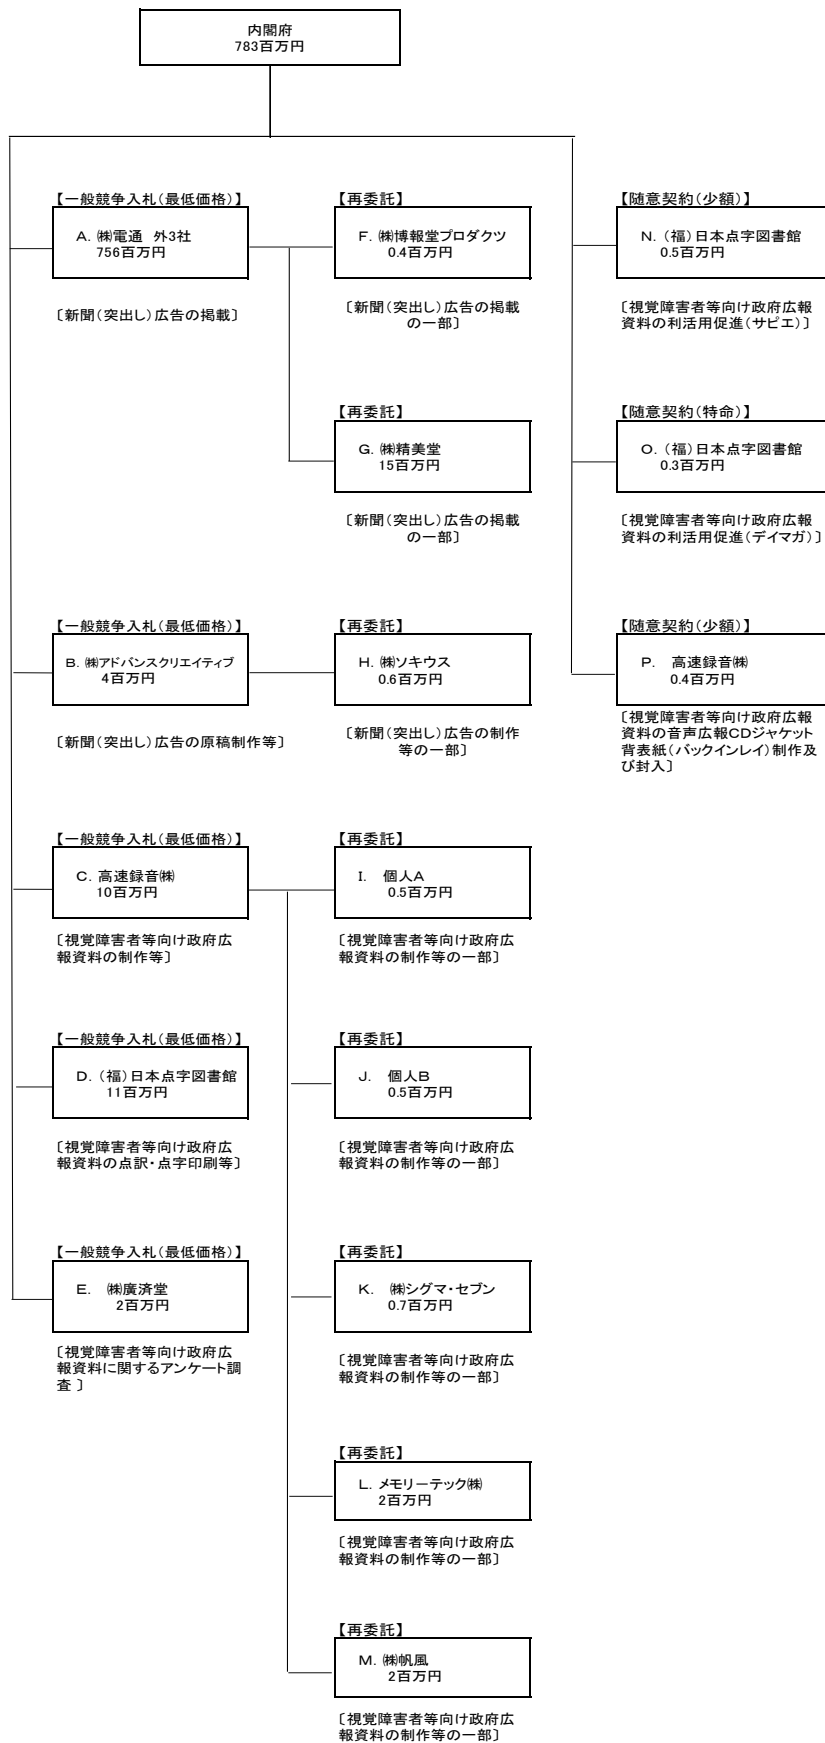 内閣府
783百万円
【一般競争入札(最低価格)】
A. ㈱電通 外3社
756百万円
〔新聞(突出し)広告の掲載〕
【再委託】
F. ㈱博報堂プロダクツ
0.4百万円
〔新聞(突出し)広告の掲載
の一部〕
【再委託】
G. ㈱精美堂
15百万円
〔新聞(突出し)広告の掲載
の一部〕
【随意契約(少額)】
N. (福)日本点字図書館
0.5百万円
〔視覚障害者等向け政府広報
資料の利活用促進(サピエ)〕
【随意契約(特命)】
O. (福)日本点字図書館
0.3百万円
〔視覚障害者等向け政府広報
資料の利活用促進(デイマガ)〕
【随意契約(少額)】
P. 高速録音㈱
0.4百万円
〔視覚障害者等向け政府広報
資料の音声広報CDジャケット
背表紙(バックインレイ)制作及
び封入〕
【一般競争入札(最低価格)】
B. ㈱アドバンスクリエイティブ
4百万円
〔新聞(突出し)広告の原稿制作等〕
【再委託】
H. ㈱ソキウス
0.6百万円
〔新聞(突出し)広告の制作
等の一部〕
【一般競争入札(最低価格)】
C. 高速録音㈱
10百万円
〔視覚障害者等向け政府広
報資料の制作等〕
【再委託】
I. 個人A
0.5百万円
〔視覚障害者等向け政府広
報資料の制作等の一部〕
【一般競争入札(最低価格)】
D. (福)日本点字図書館
11百万円
〔視覚障害者等向け政府広
報資料の点訳・点字印刷等〕
【再委託】
J. 個人B
0.5百万円
〔視覚障害者等向け政府広
報資料の制作等の一部〕
【一般競争入札(最低価格)】
E. ㈱廣済堂
2百万円
〔視覚障害者等向け政府広
報資料に関するアンケート調
査 〕
【再委託】
K. ㈱シグマ・セブン
0.7百万円
〔視覚障害者等向け政府広
報資料の制作等の一部〕
【再委託】
L. メモリーテック㈱
2百万円
〔視覚障害者等向け政府広
報資料の制作等の一部〕
【再委託】
M. ㈱帆風
2百万円
〔視覚障害者等向け政府広
報資料の制作等の一部〕